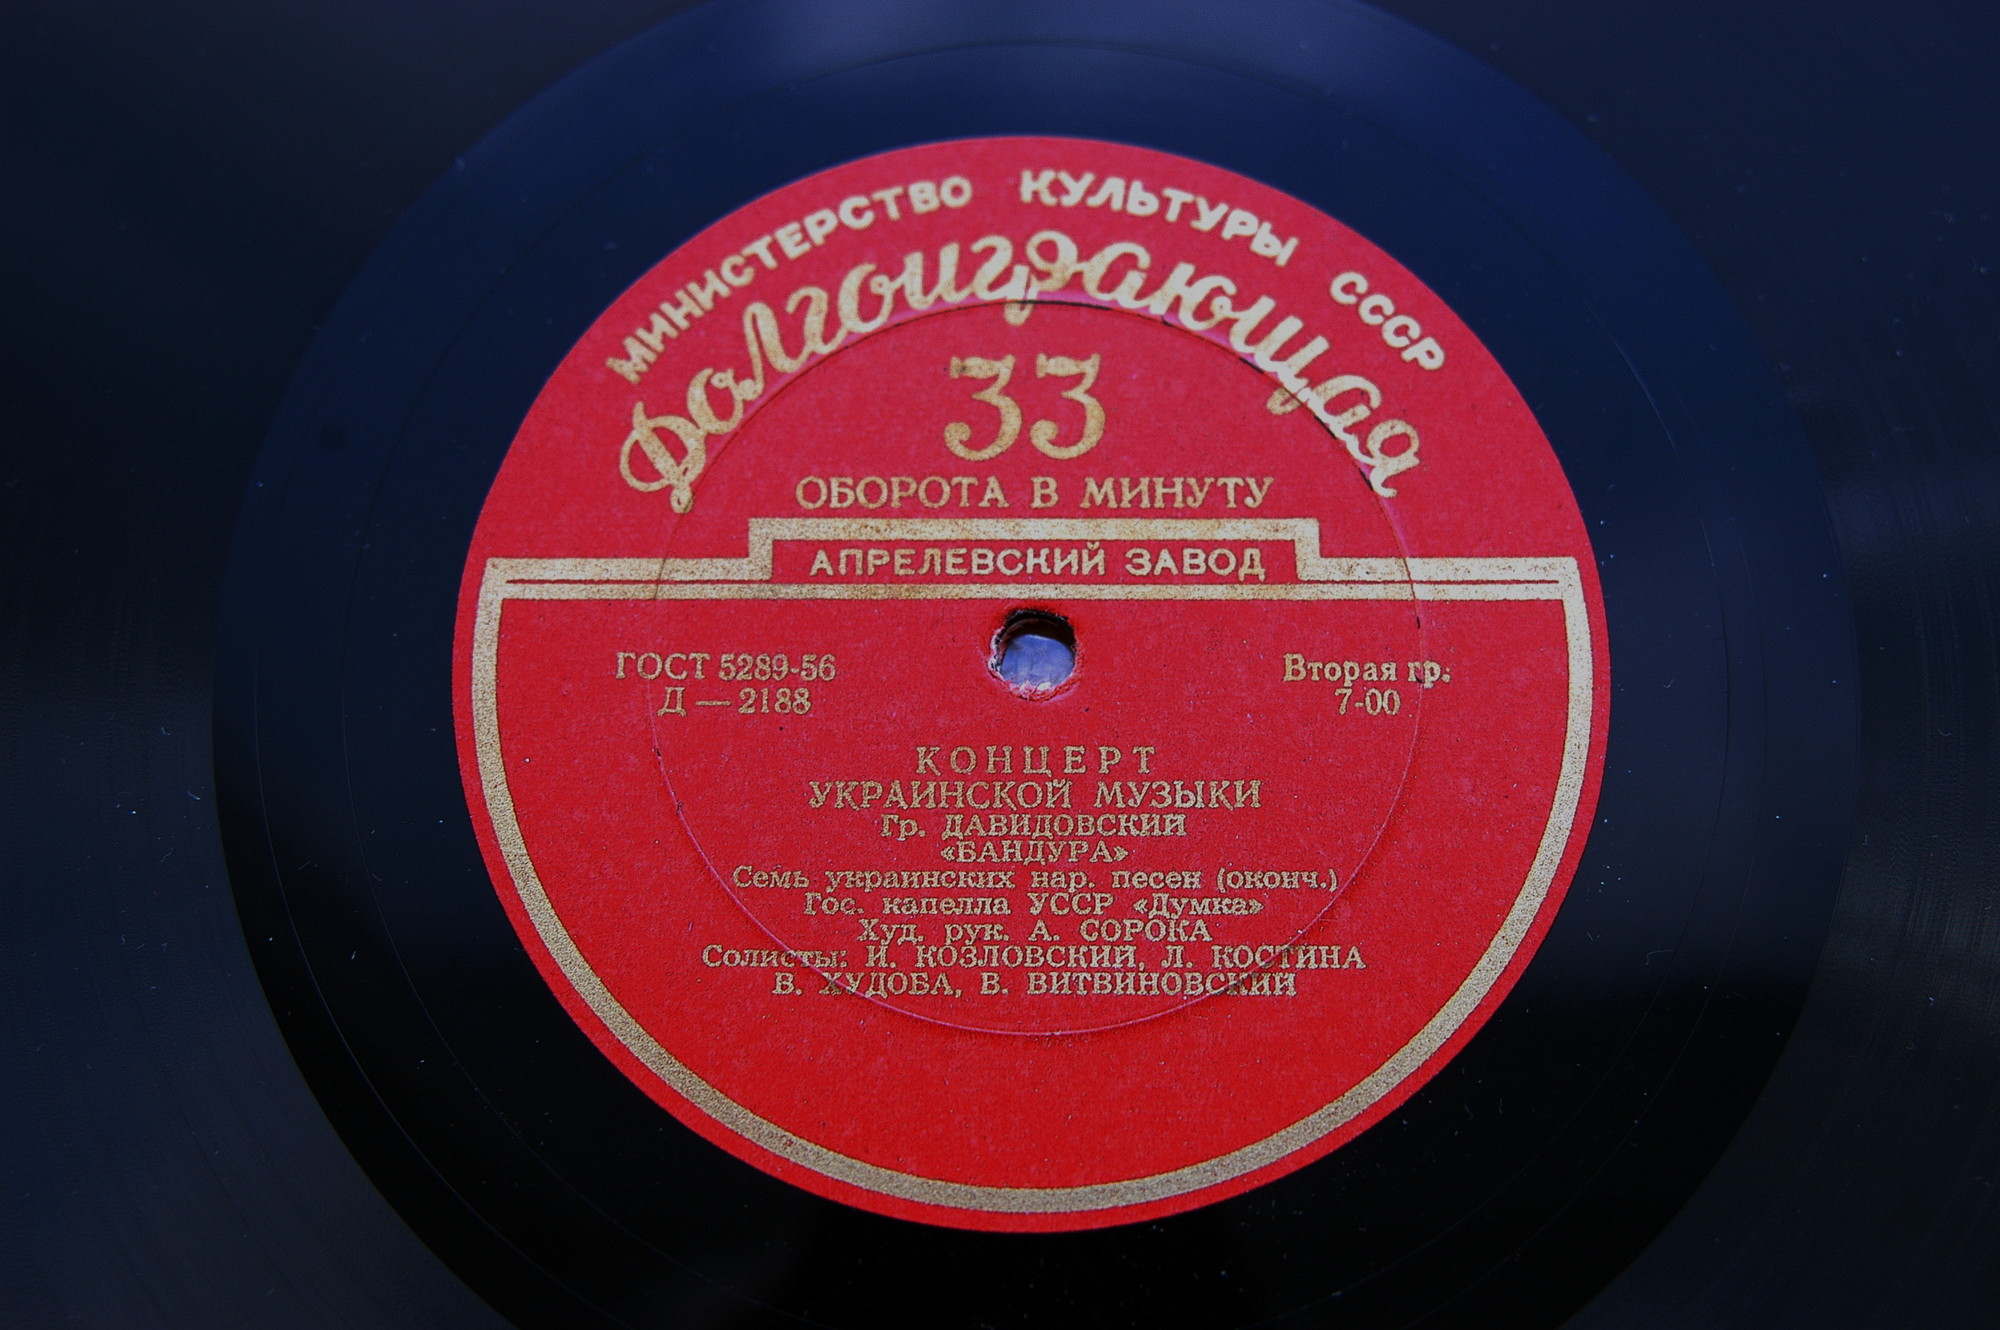 МИНИСТЕРСТВО КУЛЬТУРЫ СССР
Долгоиграющая
33
ОБОРОТА В МИНУТУ
АПРЕЛЕВСКИЙ ЗАВОД
ГОСТ 5289-56
Д — 2188
Вторая гр.
7-00
КОНЦЕРТ
УКРАИНСКОЙ МУЗЫКИ
Гр. ДАВИДОВСКИЙ
«БАНДУРА»
Семь украинских нар. песен (оконч.)
Гос. капелла УССР «Думка»
Худ. рук. А. СОРОКА
Солисты: И. КОЗЛОВСКИЙ, Л. КОСТИНА
В. ХУДОБА, В. ВИТВИНОВСКИЙ